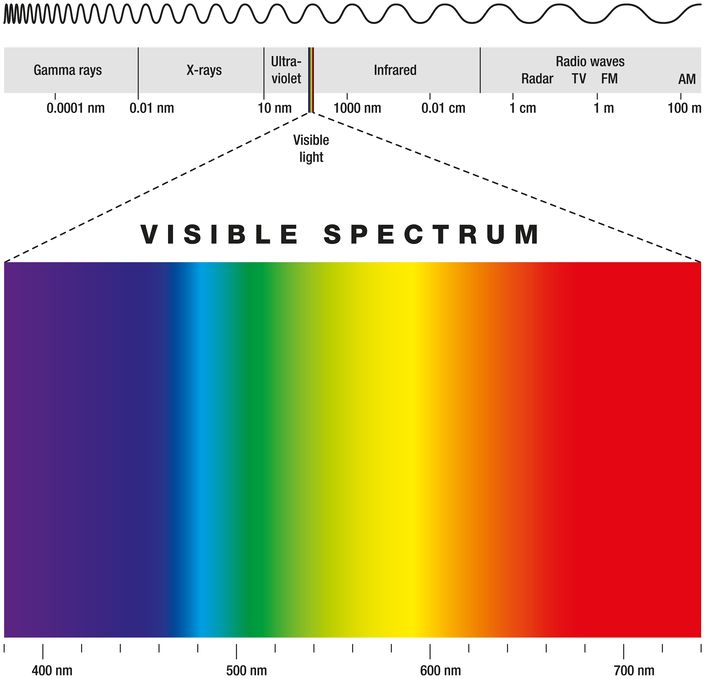 Gamma rays
X-rays
Ultra-
violet
Infrared
Radio waves
Radar TV FM AM
0.0001 nm 0.01 nm 10 nm 1000 nm 0.01 cm 1 cm 1 m 100 m
Visible
light
VISIBLE SPECTRUM
400 nm 500 nm 600 nm 700 nm